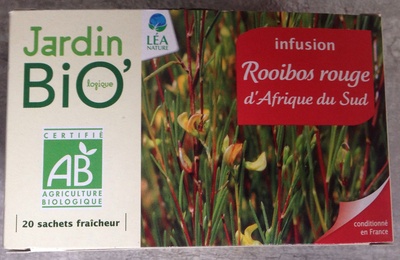 Jardin
BiO'
logique
LÉA
NATURE
infusion
Rooibos rouge
d'Afrique du Sud
CERTIFIÉ
AB
AGRICULTURE
BIOLOGIQUE
20 sachets fraîcheur
conditionné
en France